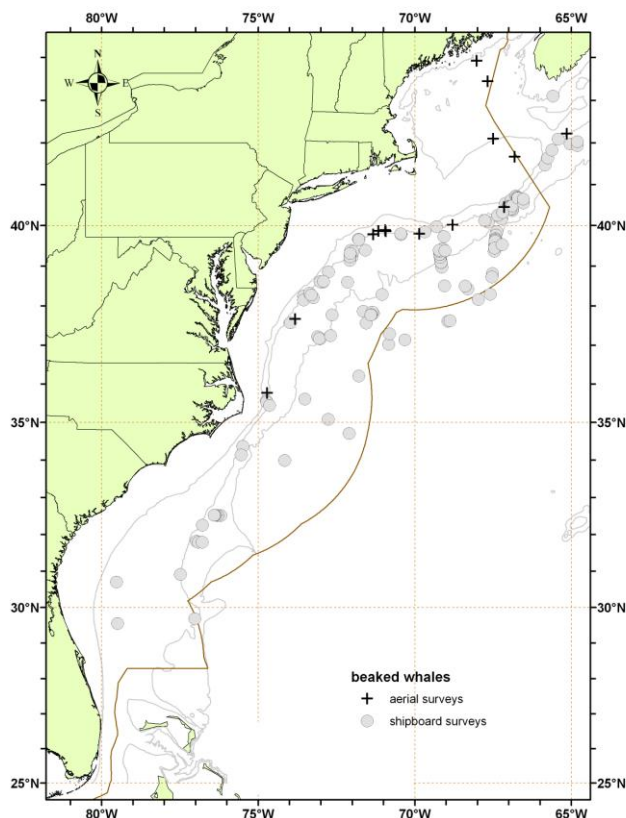 80°W 75°W 70°W 65°W
N
W E
S
40°N 40°N
35°N 35°N
30°N 30°N
beaked whales
aerial surveys
shipboard surveys
25°N 25°N
80°W 75°W 70°W 65°W